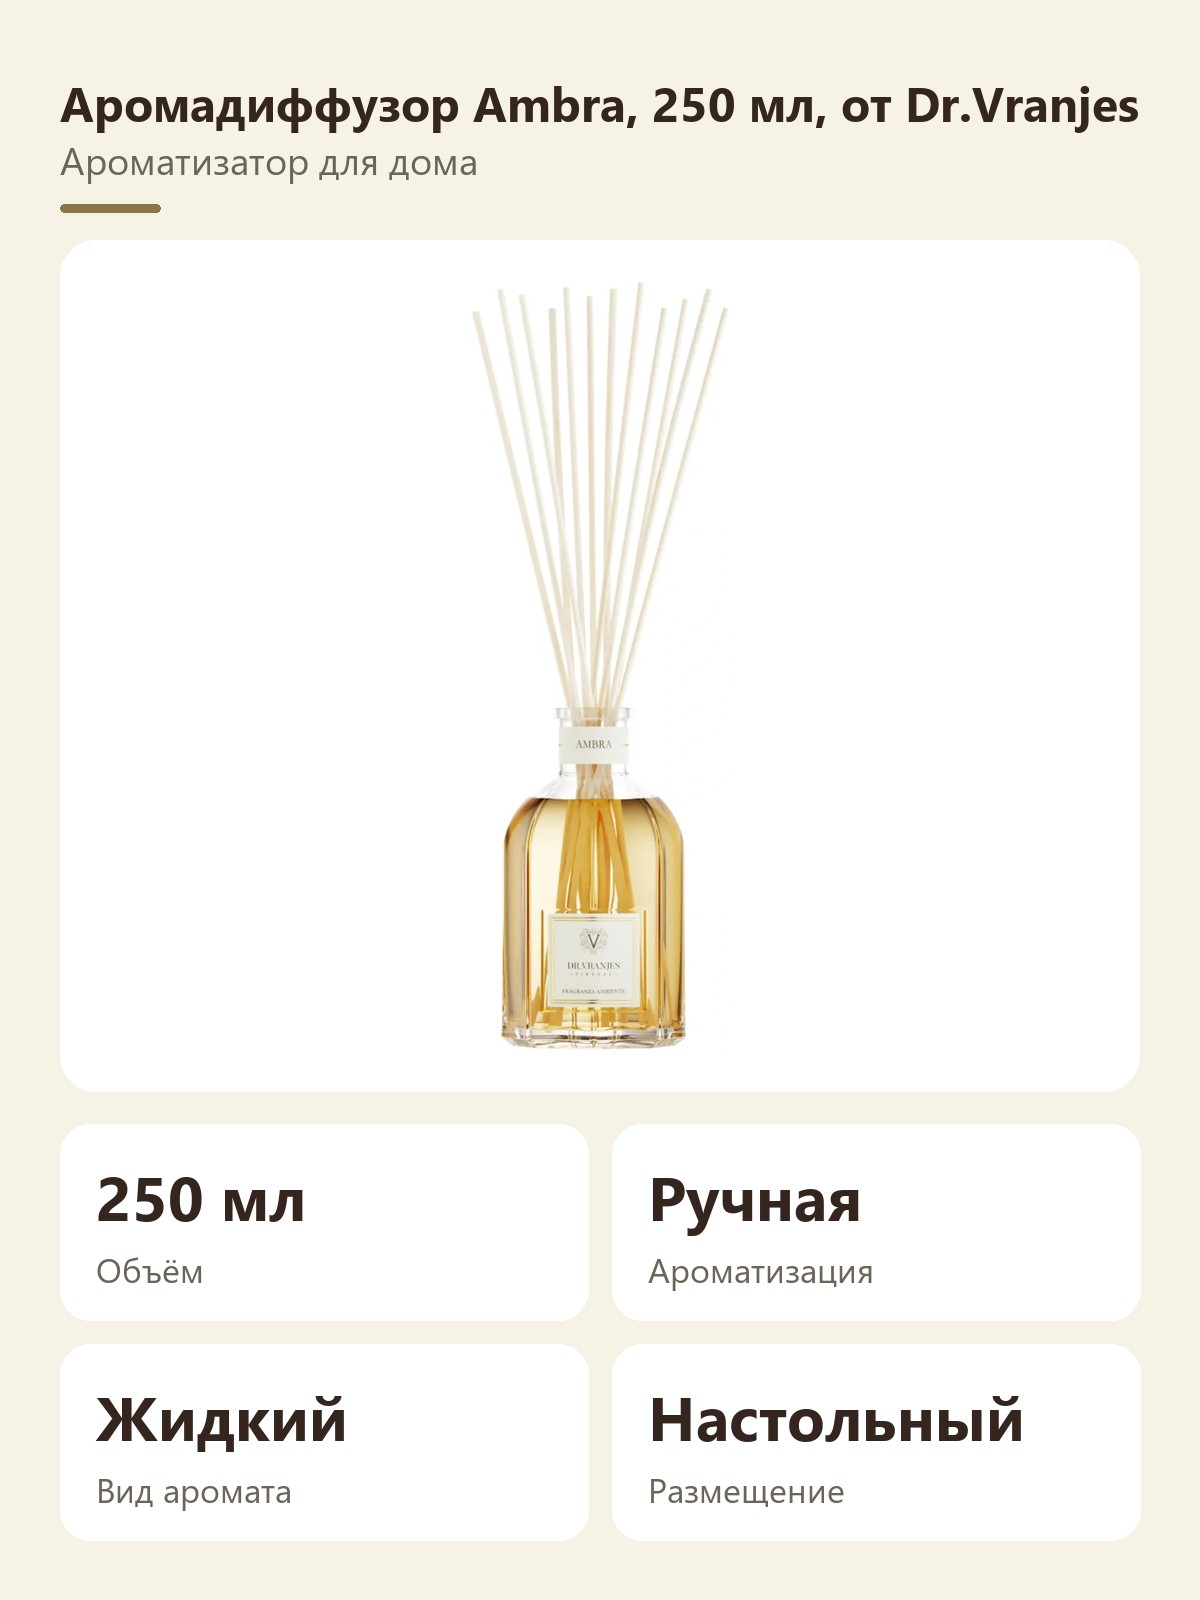 Аромадиффузор Ambra, 250 мл, от Dr.Vranjes
Ароматизатор для дома
AMBRA
V
DR.VRANJES
FIRENZE
FRAGRANZA AMBIENTE
250 мл
Объём
Ручная
Ароматизация
Жидкий
Вид аромата
Настольный
Размещение